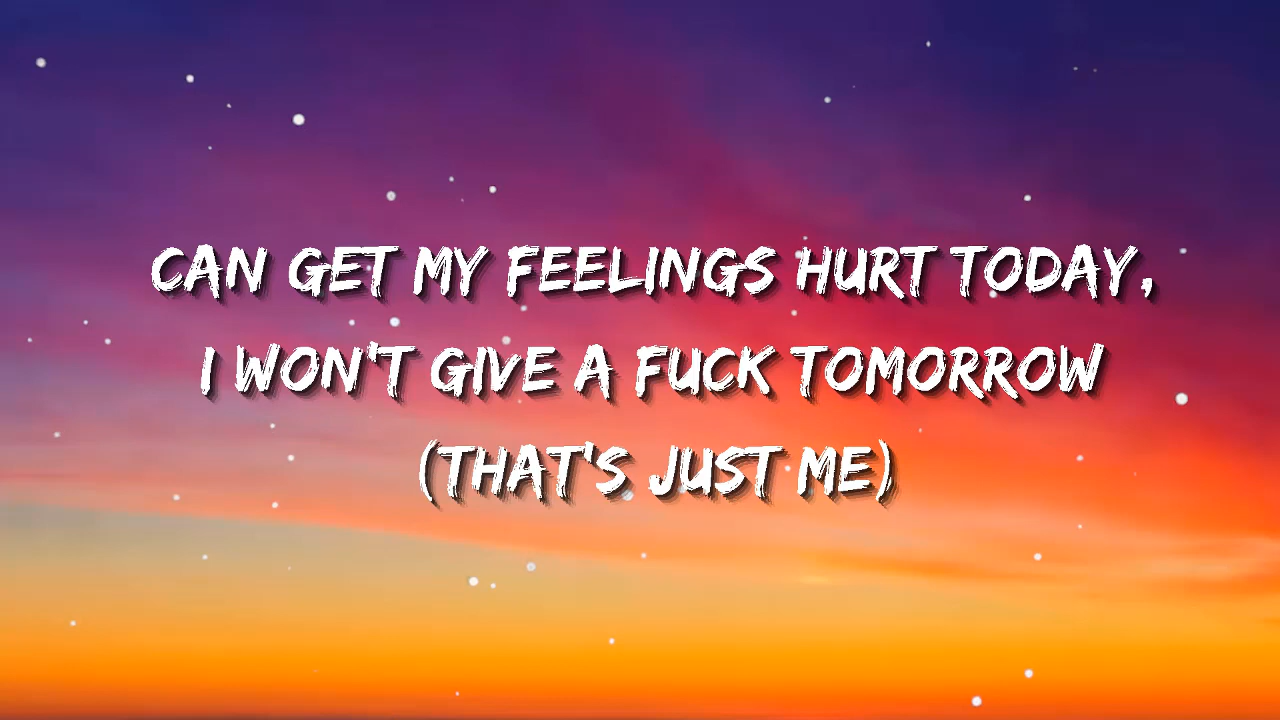 CAN GET MY FEELINGS HURT TODAY,
I WON'T GIVE A FUCK TOMORROW
(THAT'S JUST ME)